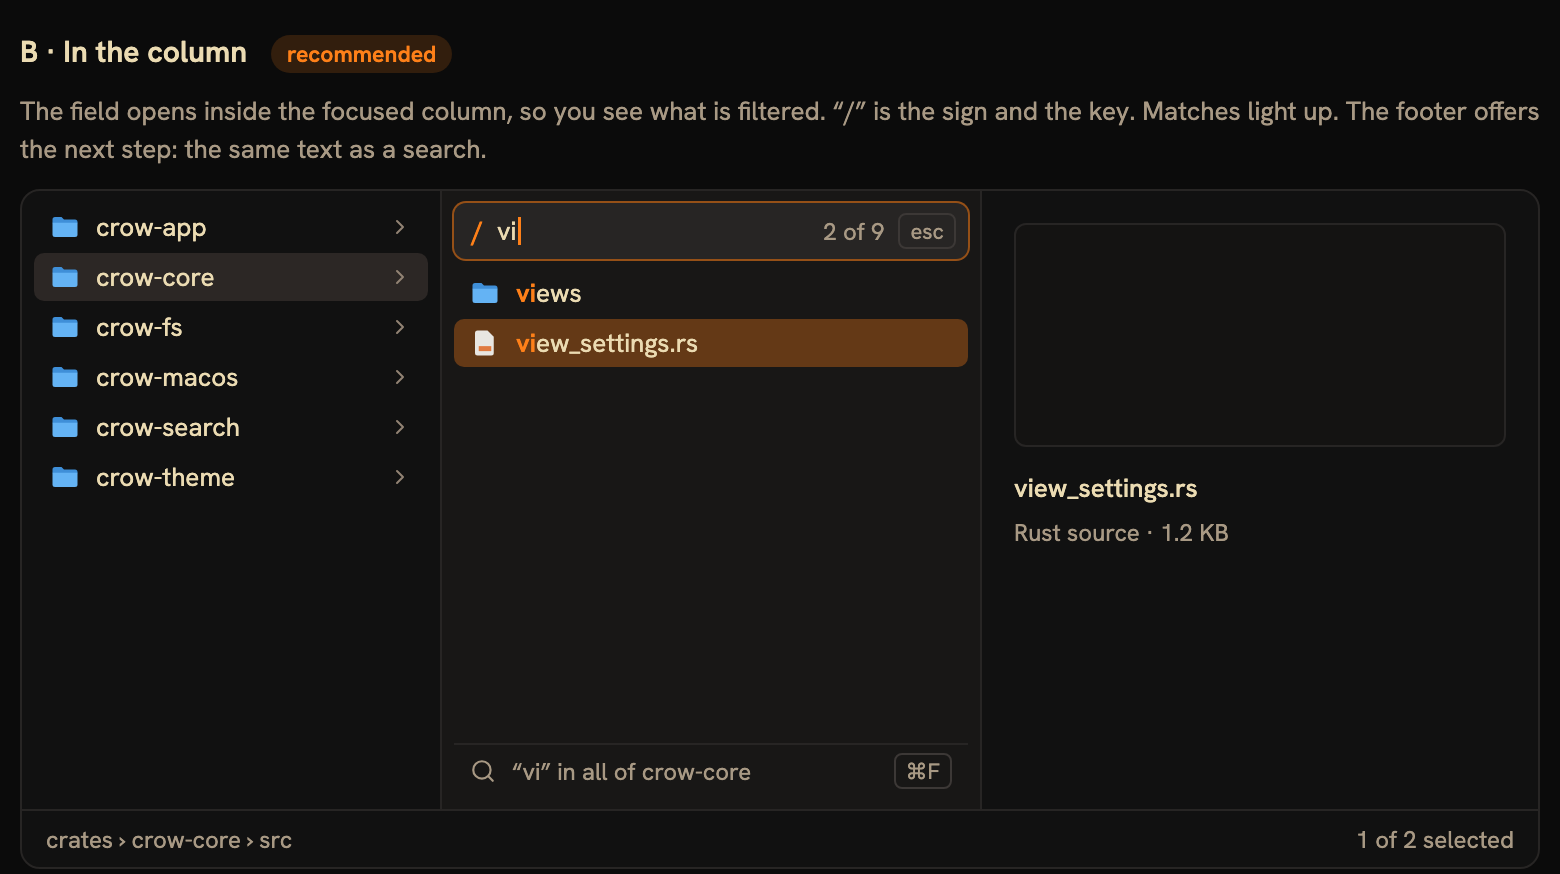 B · In the column
recommended
The field opens inside the focused column, so you see what is filtered. “/” is the sign and the key. Matches light up. The footer offers
the next step: the same text as a search.
crow-app
crow-core
crow-fs
crow-macos
crow-search
crow-theme
/ vi
2 of 9
esc
views
view_settings.rs
“vi” in all of crow-core
⌘F
view_settings.rs
Rust source · 1.2 KB
crates › crow-core › src
1 of 2 selected